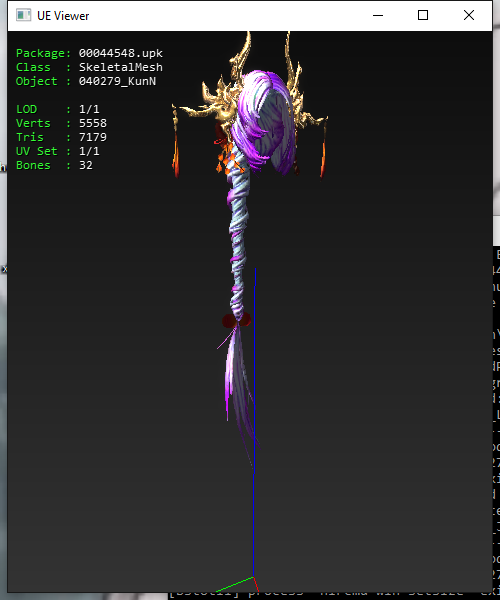 UE Viewer
Package: 00044548.upk
Class : SkeletalMesh
Object : 040279_KunN
LOD : 1/1
Verts : 5558
Tris : 7179
UV Set : 1/1
Bones : 32